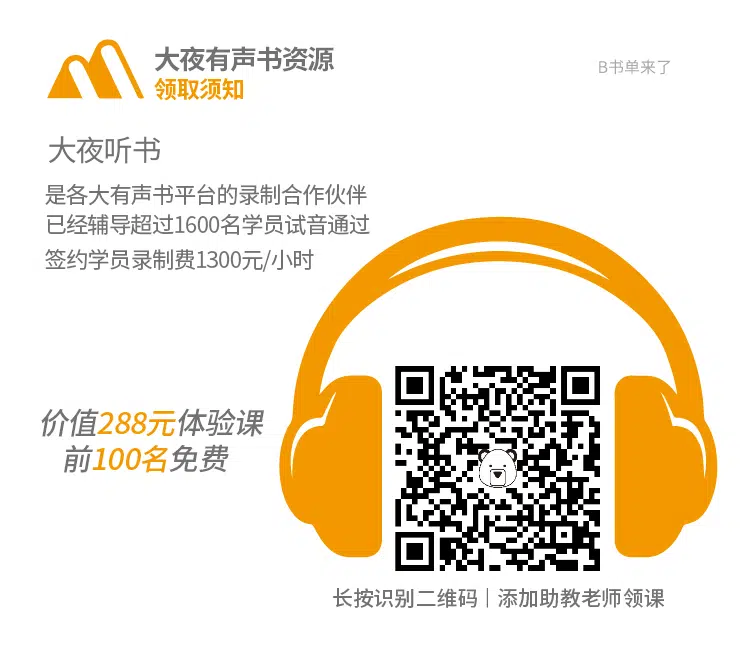 大夜有声书资源
领取须知
B书单来了
大夜听书
是各大有声书平台的录制合作伙伴
已经辅导超过1600名学员试音通过
签约学员录制费1300元/小时
价值288元体验课
前100名免费
长按识别二维码|添加助教老师领课